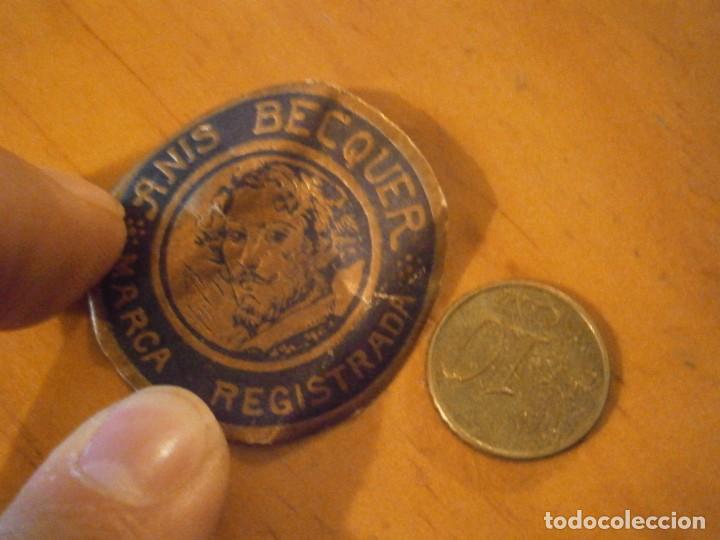 ANIS BECQUER
MARCA REGISTRADA
todocoleccion